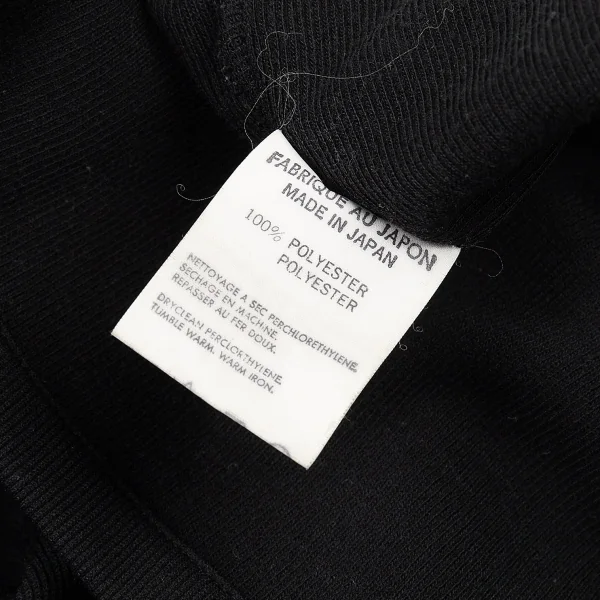 FABRIQUE AU JAPON
MADE IN JAPAN
100% POLYESTER
POLYESTER
NETTOYAGE A SEC PERCHLORETHYLENE.
SECHAGE EN MACHINE.
REPASSER AU FER DOUX.
DRYCLEAN PERCLORTHYLENE.
TUMBLE WARM. WARM IRON.